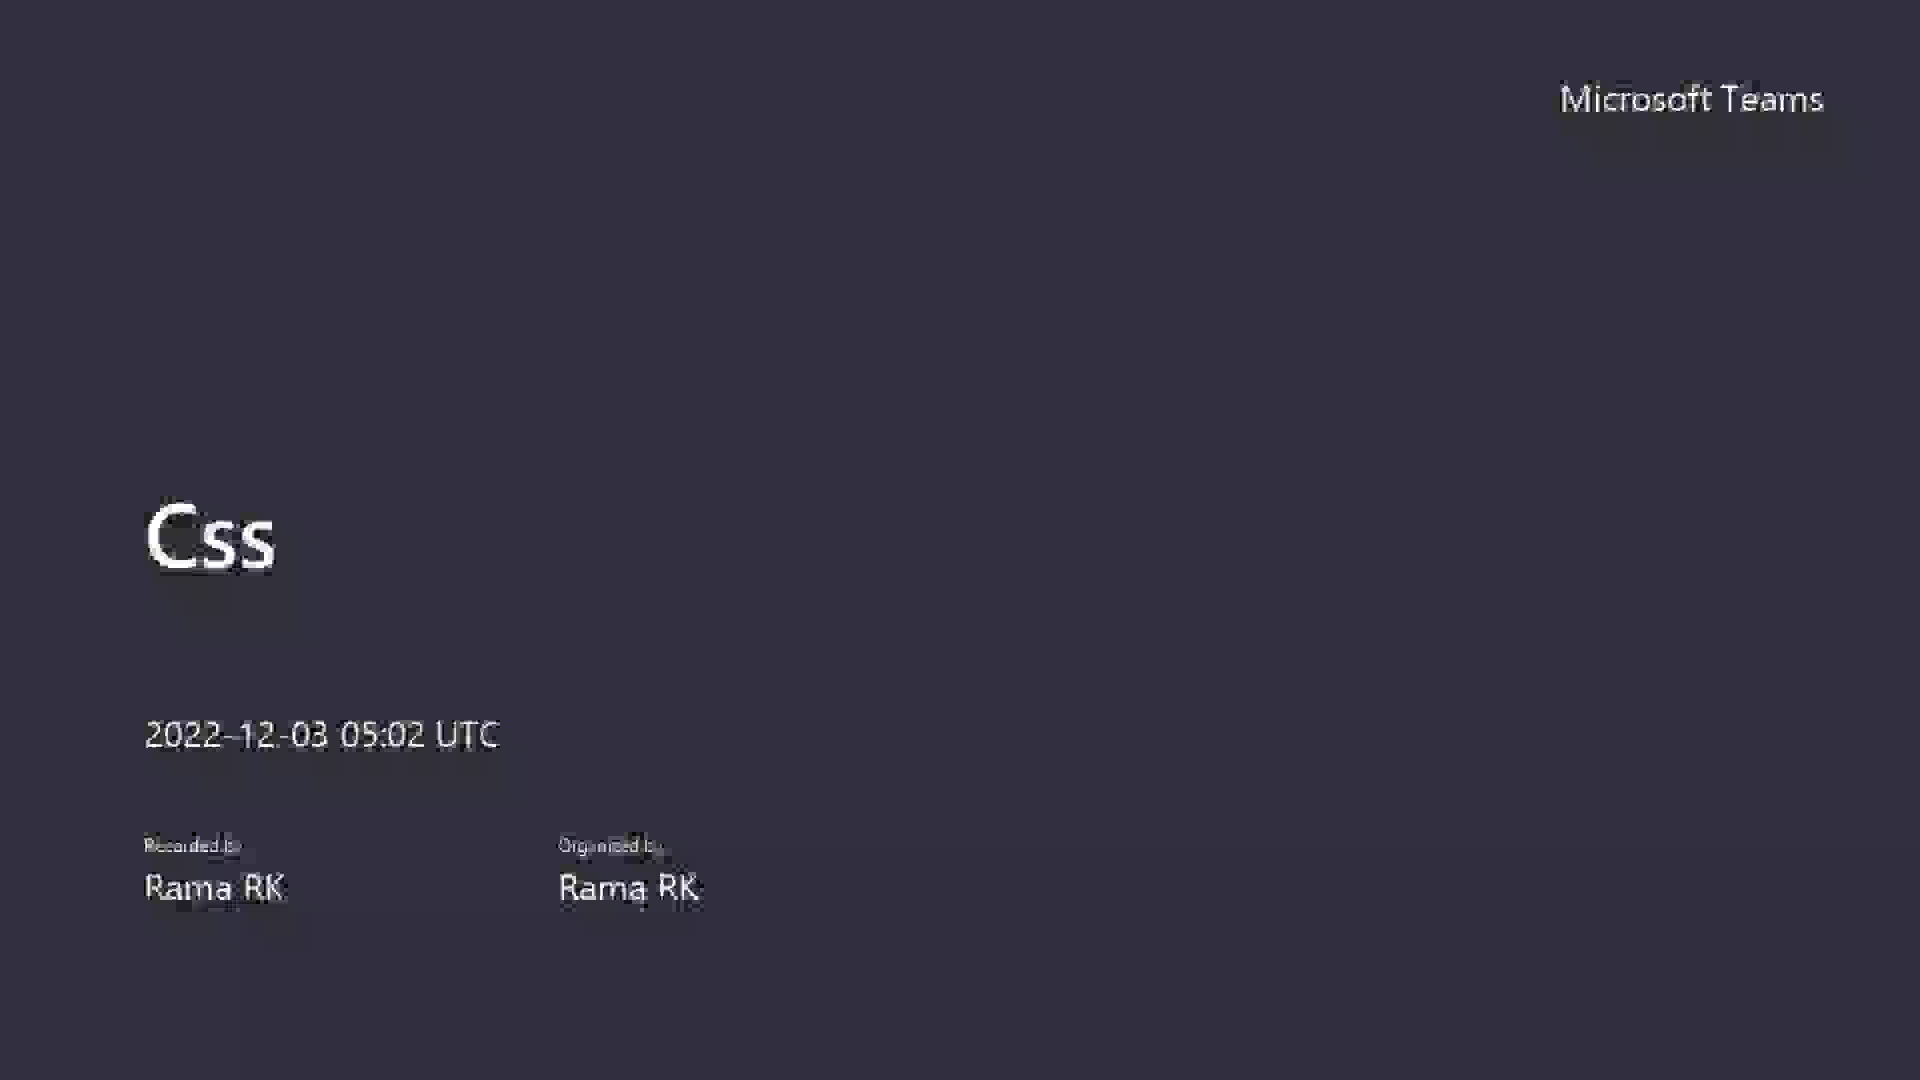 Microsoft Teams
Css
2022-12-03 05:02 UTC
Recorded by
Organized by
Rama RK
Rama RK